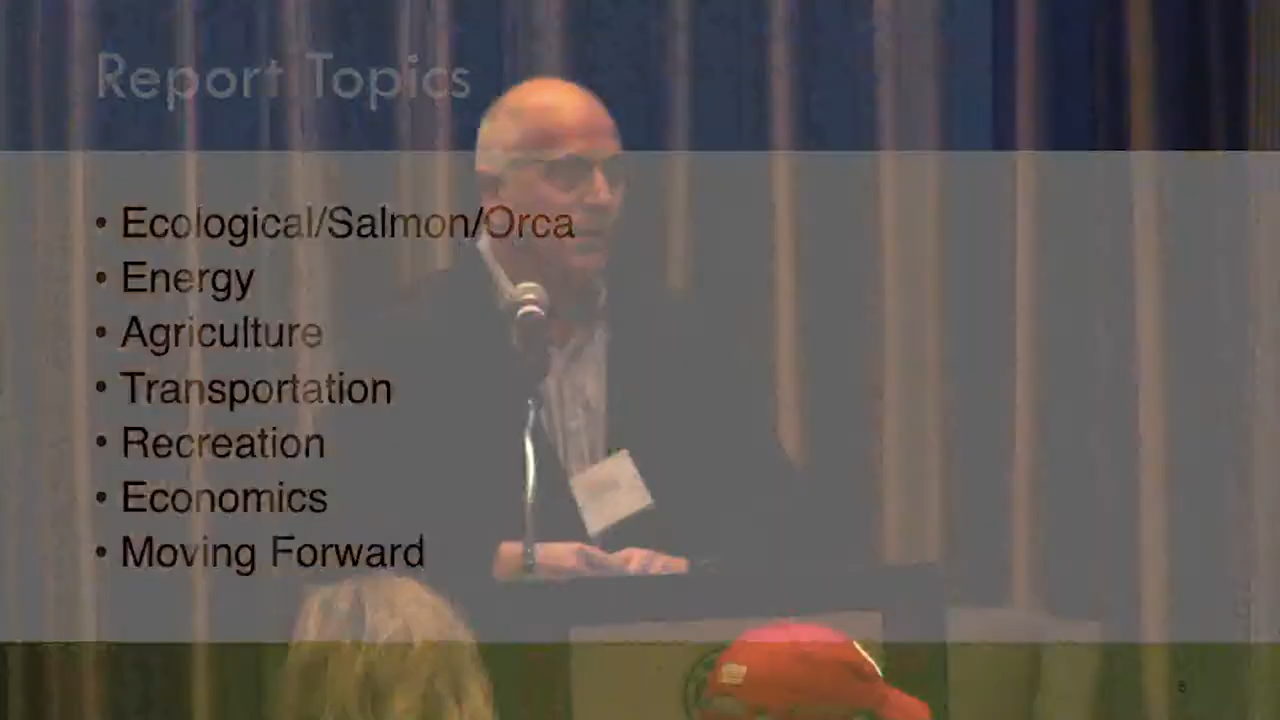 Report Topics
• Ecological/Salmon/Orca
• Energy
• Agriculture
• Transportation
• Recreation
• Economics
• Moving Forward